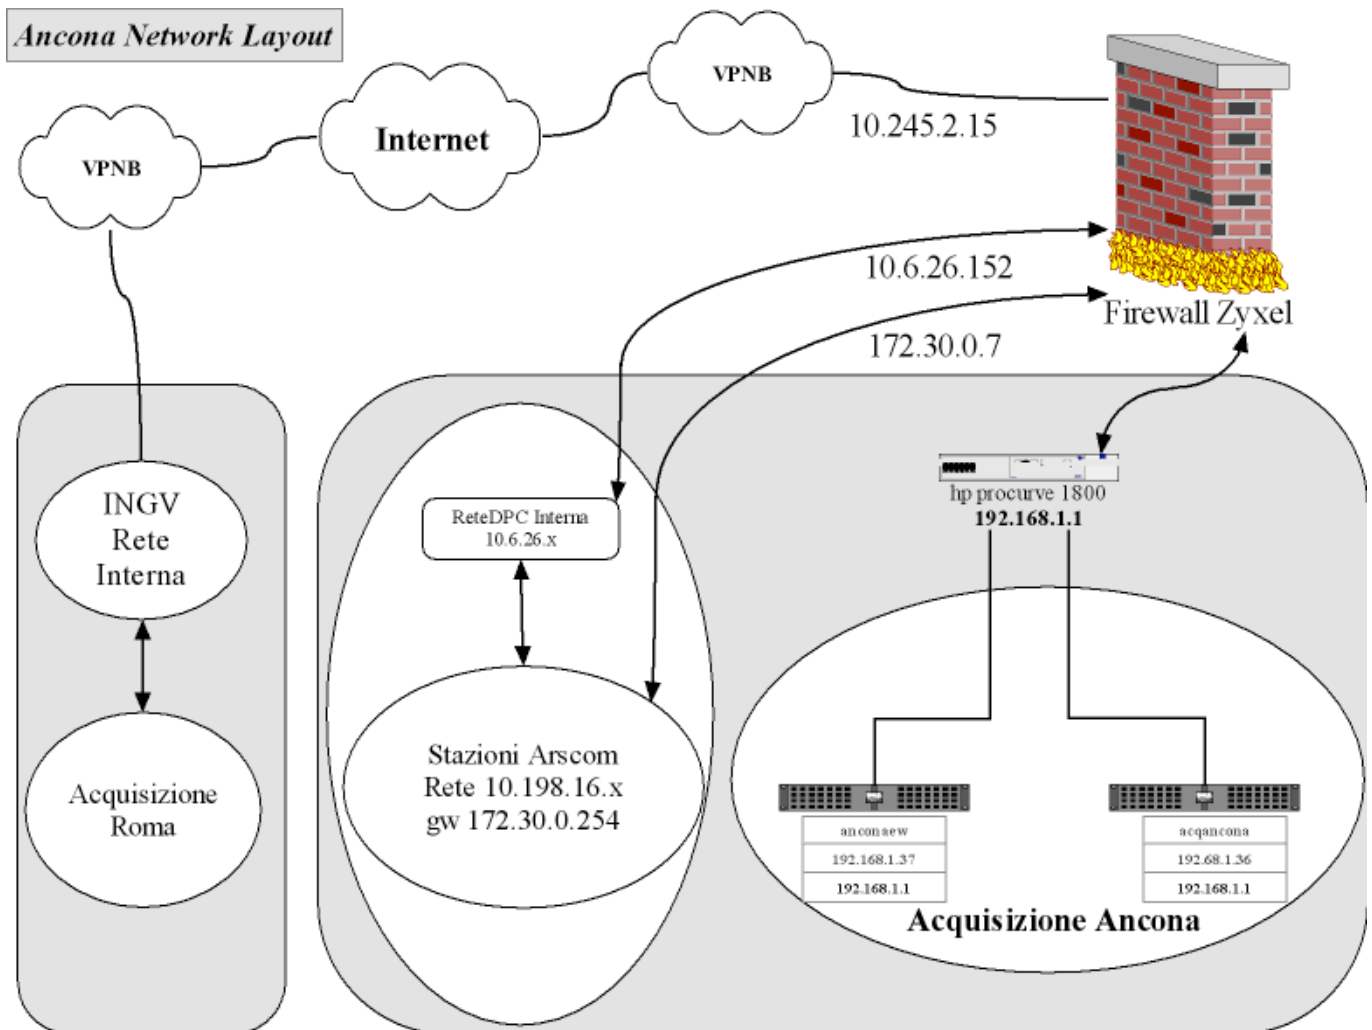 Ancona Network Layout
VPNB
Internet
VPNB
10.245.2.15
10.6.26.152
172.30.0.7
Firewall Zyxel
INGV
Rete
Interna
Acquisizione
Roma
ReteDPC Interna
10.6.26.x
Stazioni Arscom
Rete 10.198.16.x
gw 172.30.0.254
hp procurve 1800
192.168.1.1
anconaew
192.168.1.37
192.168.1.1
acqancona
192.68.1.36
192.168.1.1
Acquisizione Ancona